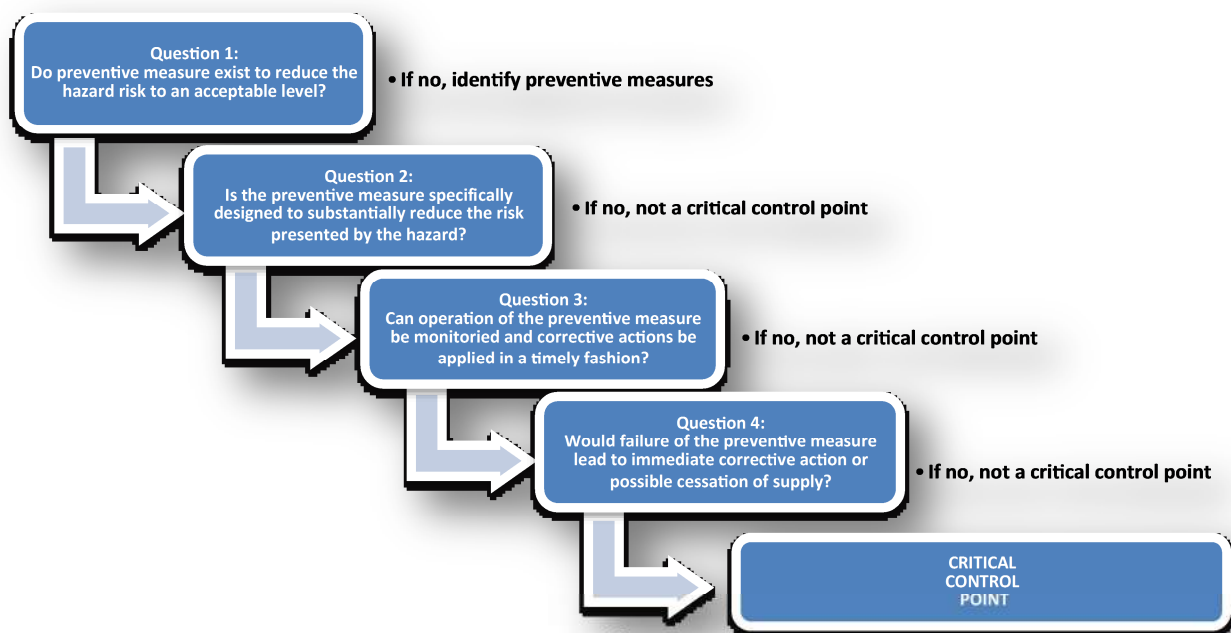 Question 1:
Do preventive measure exist to reduce the
hazard risk to an acceptable level?
• If no, identify preventive measures
Question 2:
Is the preventive measure specifically
designed to substantially reduce the risk
presented by the hazard?
• If no, not a critical control point
Question 3:
Can operation of the preventive measure
be monitoried and corrective actions be
applied in a timely fashion?
• If no, not a critical control point
Question 4:
Would failure of the preventive measure
lead to immediate corrective action or
possible cessation of supply?
• If no, not a critical control point
CRITICAL
CONTROL
POINT